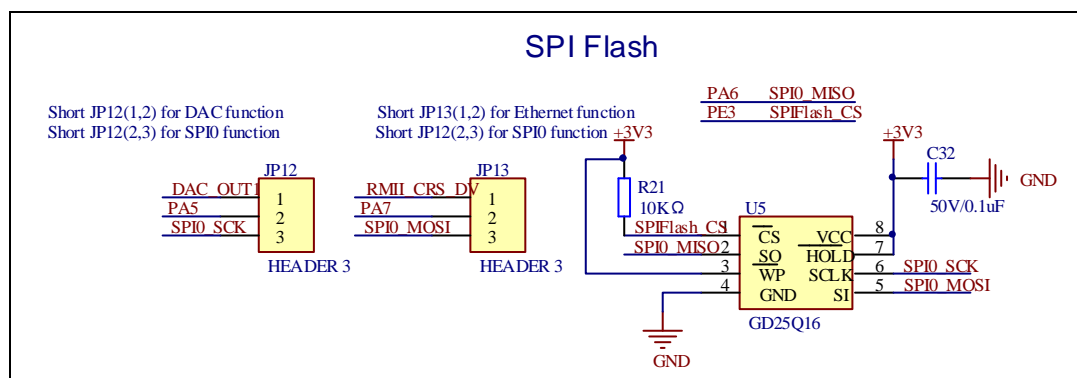 SPI Flash
Short JP12(1,2) for DAC function
Short JP12(2,3) for SPI0 function
Short JP13(1,2) for Ethernet function
Short JP12(2,3) for SPI0 function
PA6 SPI0_MISO
PE3 SPIFlash_CS
JP12
DAC_OUT1 1
PA5 2
SPI0_SCK 3
HEADER 3
JP13
RMII_CRS_DV 1
PA7 2
SPI0_MOSI 3
HEADER 3
+3V3
R21
10KΩ
+3V3
C32
50V/0.1uF
GND
U5
SPIFlash_CS 1 CS VCC 8
SPI0_MISO 2 SO HOLD 7
3 WP SCLK 6 SPI0_SCK
4 GND SI 5 SPI0_MOSI
GD25Q16
GND